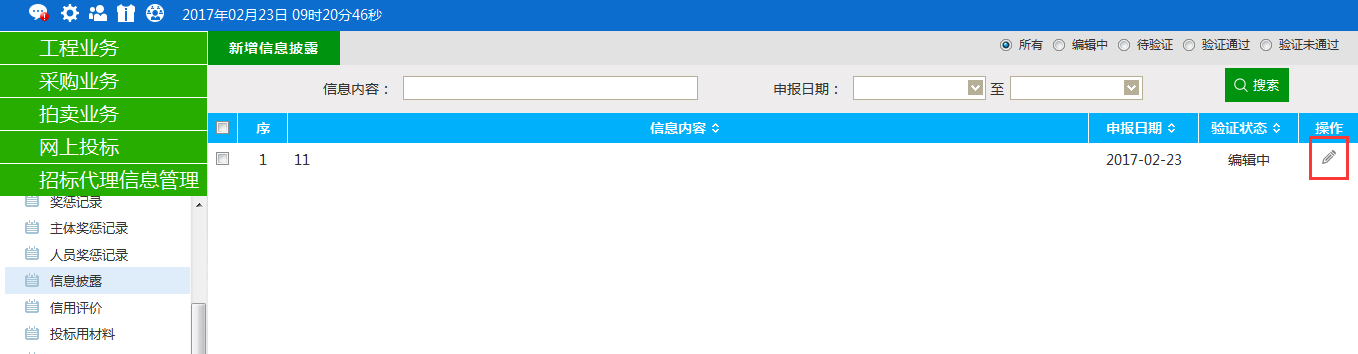 2017年02月23日 09时20分46秒
工程业务
采购业务
拍卖业务
网上投标
招标代理信息管理
奖惩记录
主体奖惩记录
人员奖惩记录
信息披露
信用评价
投标用材料
新增信息披露
所有 编辑中 待验证 验证通过 验证未通过
信息内容： 申报日期： 至 搜索
序 信息内容 申报日期 验证状态 操作
1 11 2017-02-23 编辑中